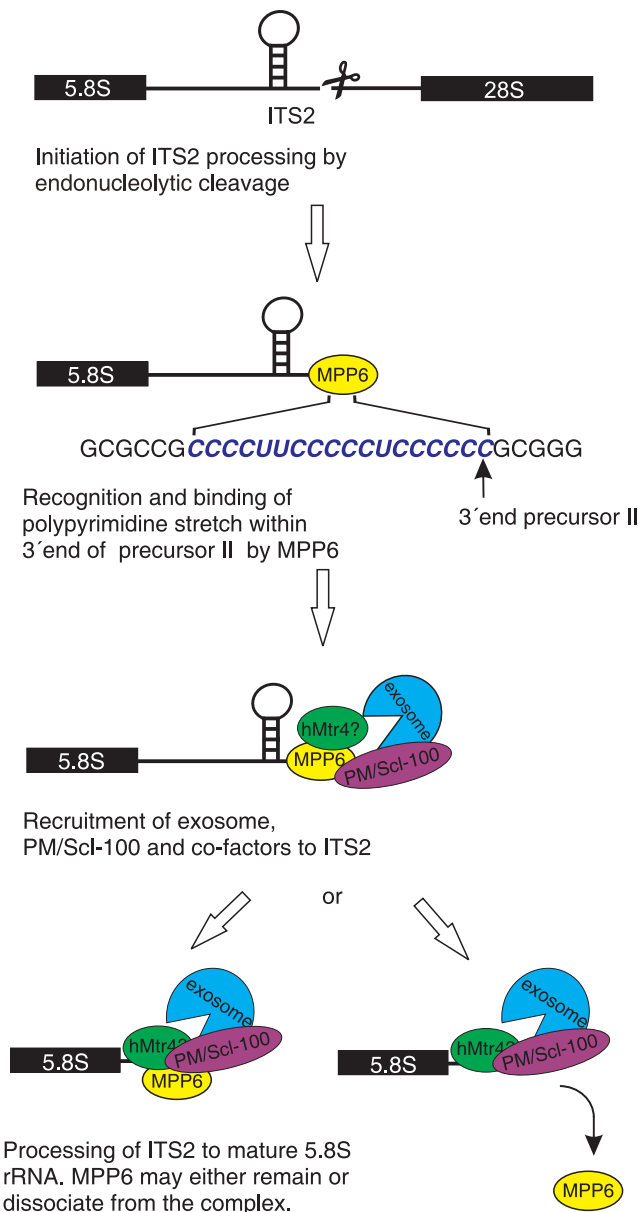 5.8S
28S
ITS2
Initiation of ITS2 processing by
endonucleolytic cleavage
5.8S
MPP6
GCGCCGCCCCUUCCCCCUCCCCCCGCGGG
Recognition and binding of
polypyrimidine stretch within
3´end of precursor II by MPP6
3´end precursor II
exosome
hMtr4?
MPP6
PM/Scl-100
5.8S
Recruitment of exosome,
PM/Scl-100 and co-factors to ITS2
or
exosome
hMtr4?
PM/Scl-100
5.8S
MPP6
exosome
hMtr4?
PM/Scl-100
5.8S
Processing of ITS2 to mature 5.8S
rRNA. MPP6 may either remain or
dissociate from the complex.
MPP6